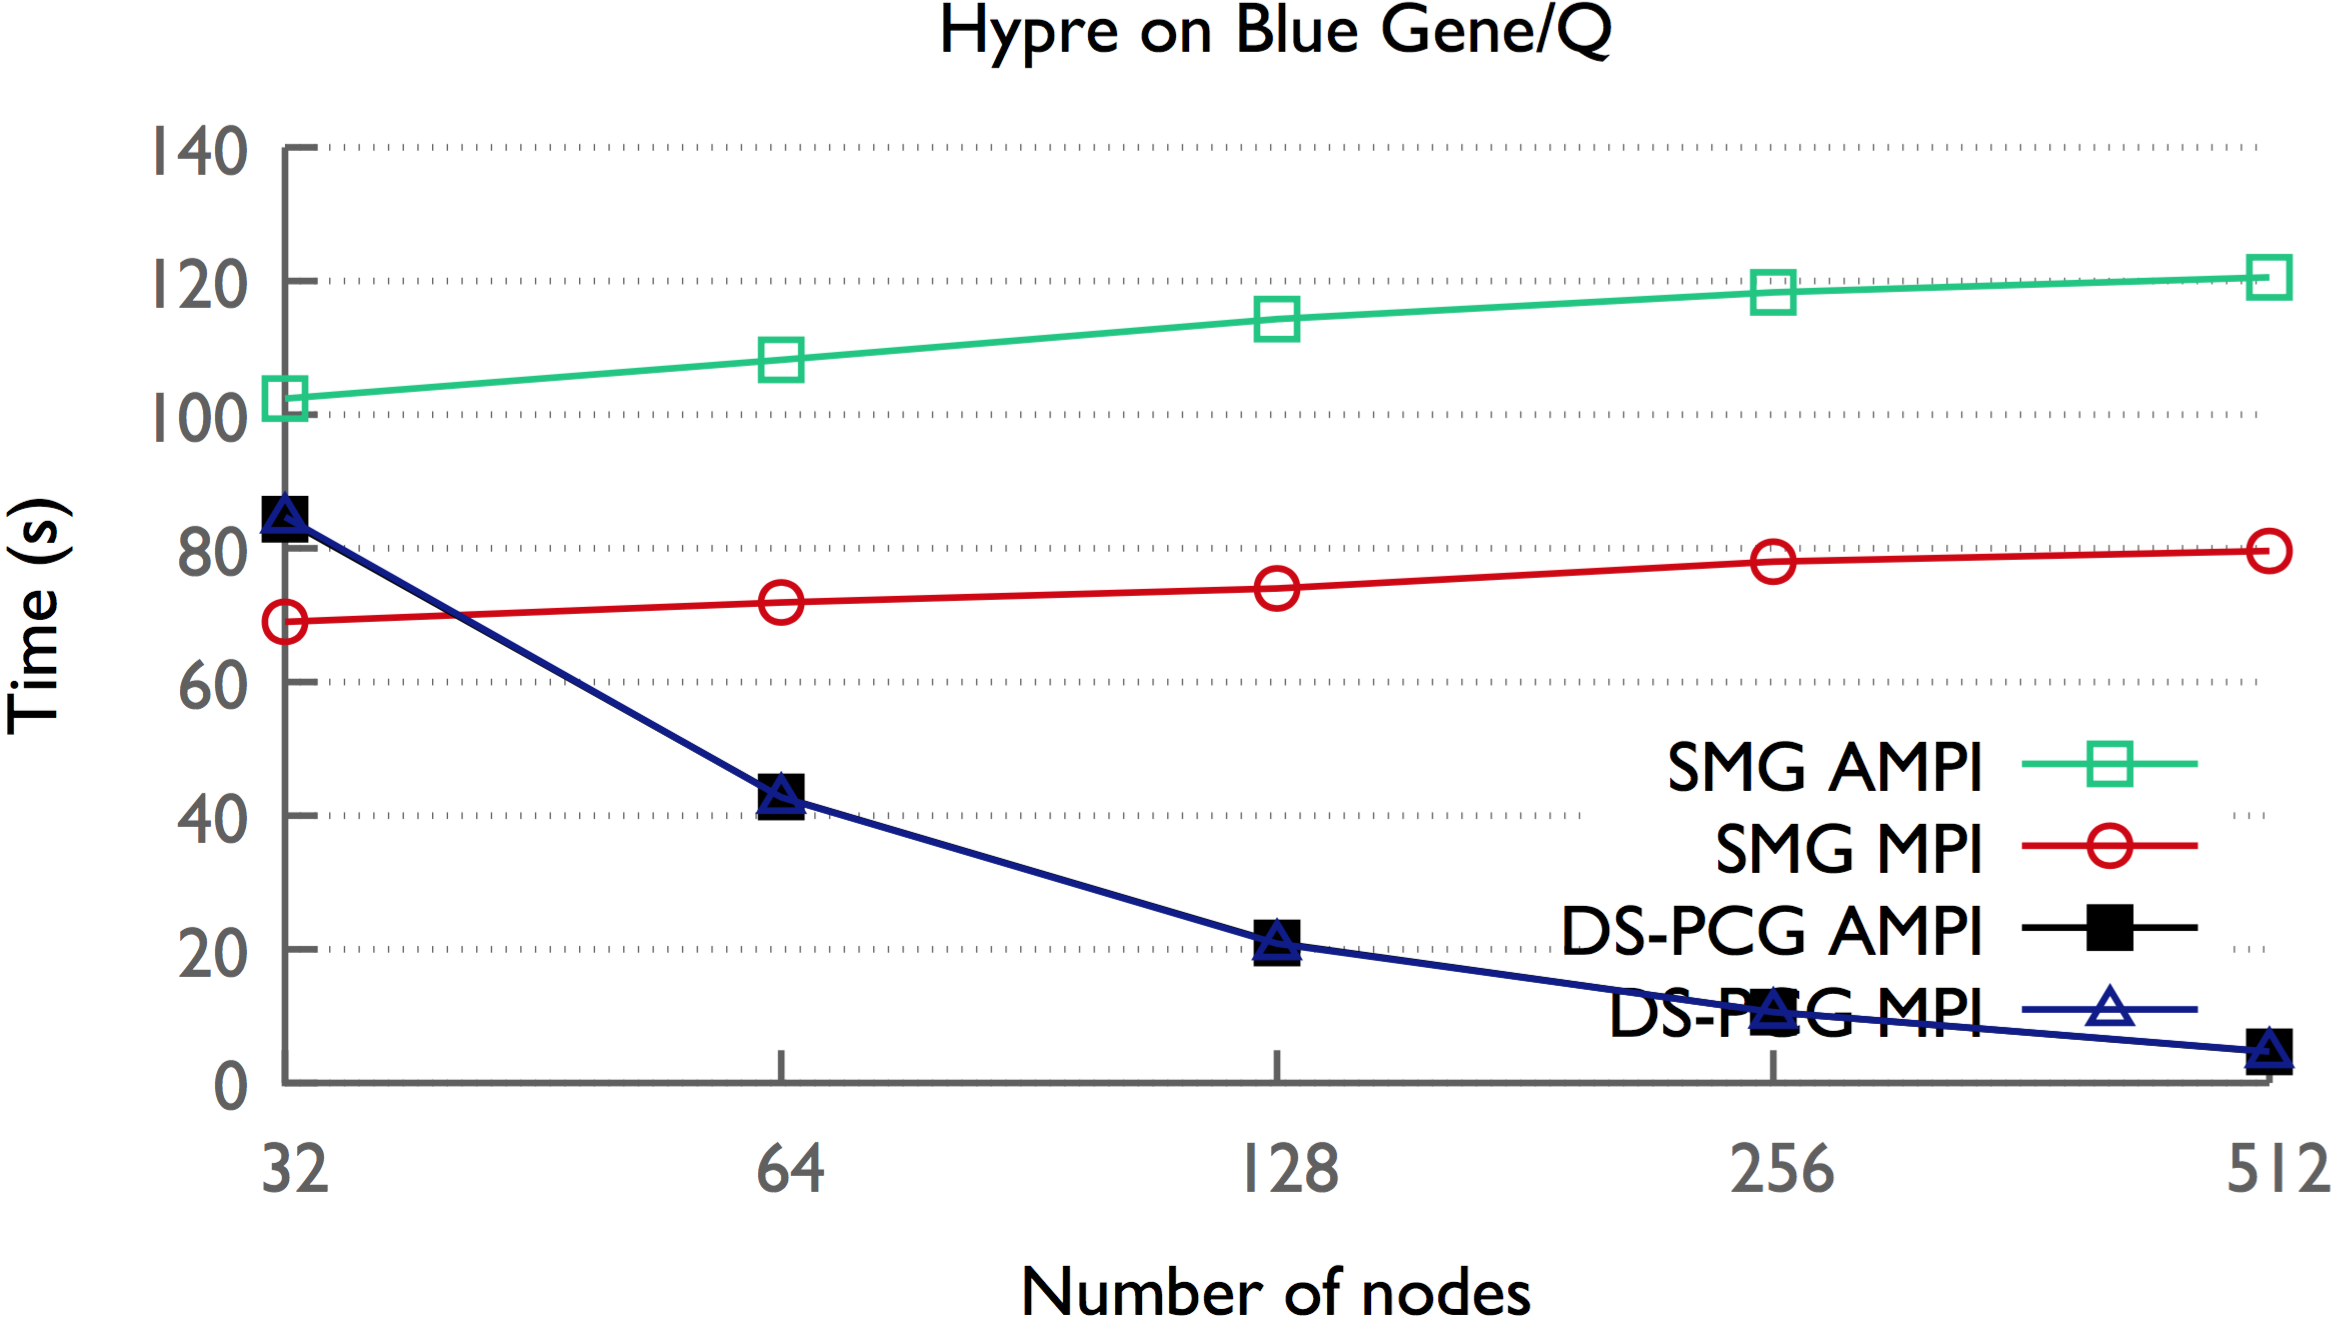 Hypre on Blue Gene/Q
140
120
100
80
60
40
20
0
Time (s)
SMG AMPI
SMG MPI
DS-PCG AMPI
DS-PCG MPI
32 64 128 256 512
Number of nodes